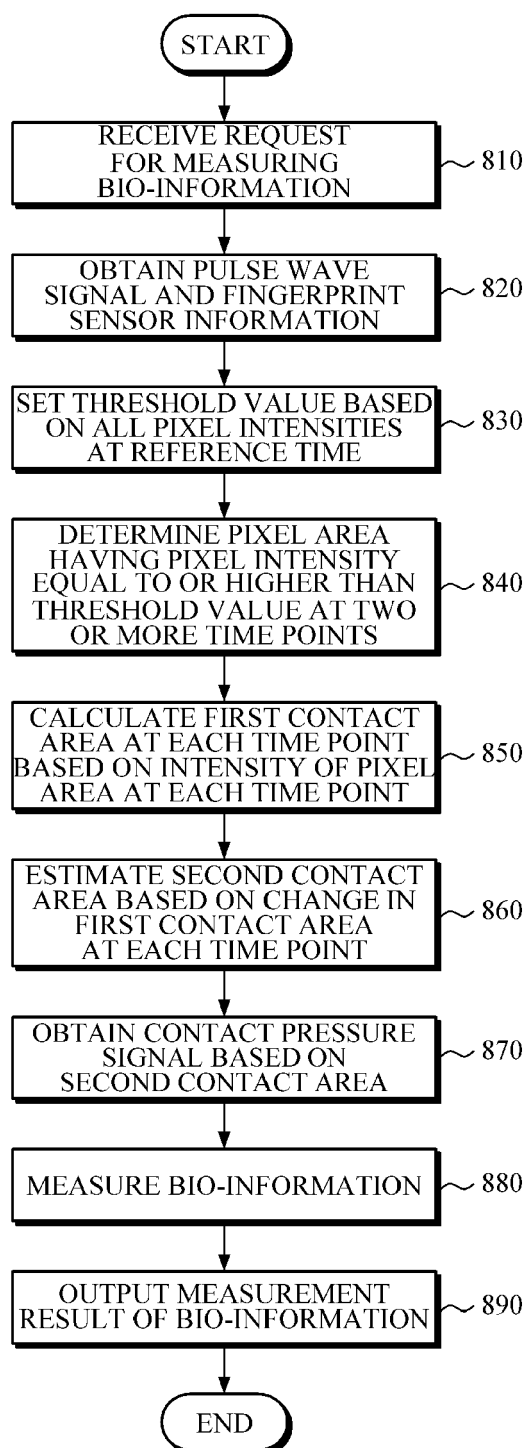 START
RECEIVE REQUEST
FOR MEASURING
BIO-INFORMATION
810
OBTAIN PULSE WAVE
SIGNAL AND FINGERPRINT
SENSOR INFORMATION
820
SET THRESHOLD VALUE BASED
ON ALL PIXEL INTENSITIES
AT REFERENCE TIME
830
DETERMINE PIXEL AREA
HAVING PIXEL INTENSITY
EQUAL TO OR HIGHER THAN
THRESHOLD VALUE AT TWO
OR MORE TIME POINTS
840
CALCULATE FIRST CONTACT
AREA AT EACH TIME POINT
BASED ON INTENSITY OF PIXEL
AREA AT EACH TIME POINT
850
ESTIMATE SECOND CONTACT
AREA BASED ON CHANGE IN
FIRST CONTACT AREA
AT EACH TIME POINT
860
OBTAIN CONTACT PRESSURE
SIGNAL BASED ON
SECOND CONTACT AREA
870
MEASURE BIO-INFORMATION
880
OUTPUT MEASUREMENT
RESULT OF BIO-INFORMATION
890
END